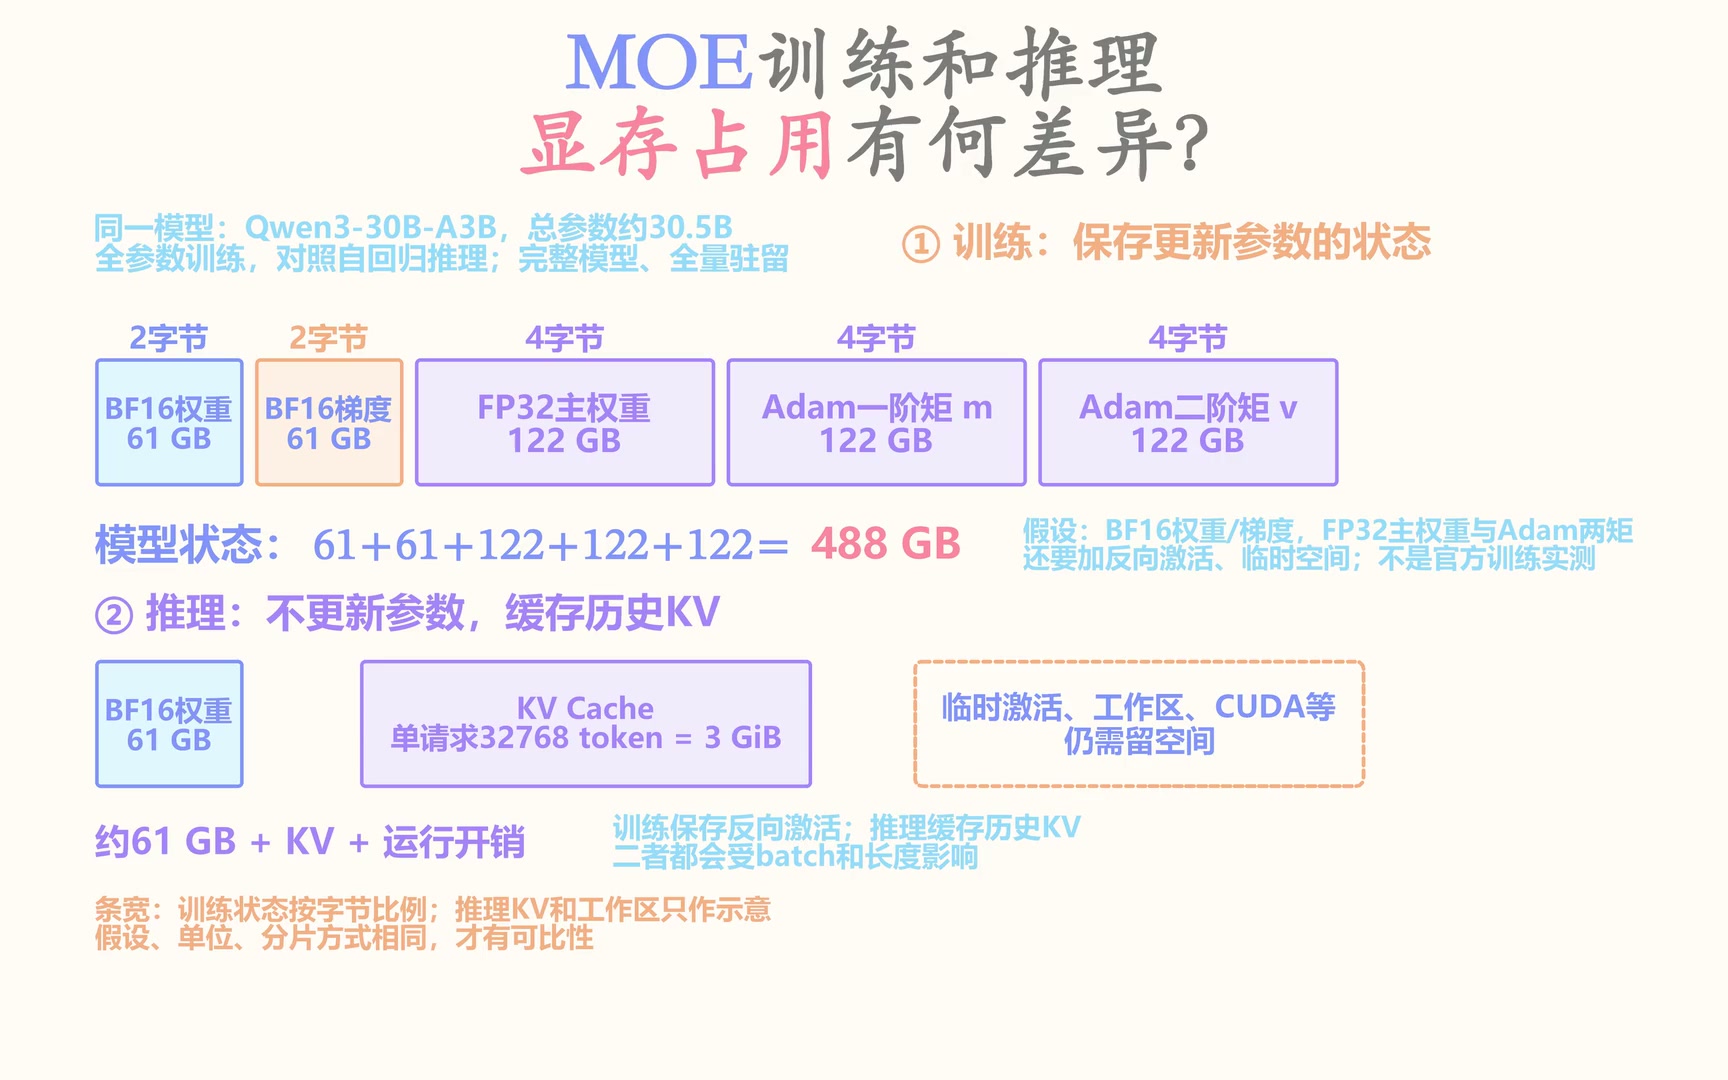 MOE训练和推理
显存占用有何差异?
同一模型：Qwen3-30B-A3B，总参数约30.5B
全参数训练，对照自回归推理；完整模型、全量驻留
① 训练：保存更新参数的状态
2字节
2字节
4字节
4字节
4字节
BF16权重
61 GB
BF16梯度
61 GB
FP32主权重
122 GB
Adam一阶矩 m
122 GB
Adam二阶矩 v
122 GB
模型状态： 61+61+122+122+122= 488 GB
假设：BF16权重/梯度，FP32主权重与Adam两矩
还要加反向激活、临时空间；不是官方训练实测
② 推理：不更新参数，缓存历史KV
BF16权重
61 GB
KV Cache
单请求32768 token = 3 GiB
临时激活、工作区、CUDA等
仍需留空间
约61 GB + KV + 运行开销
训练保存反向激活；推理缓存历史KV
二者都会受batch和长度影响
条宽：训练状态按字节比例；推理KV和工作区只作示意
假设、单位、分片方式相同，才有可比性